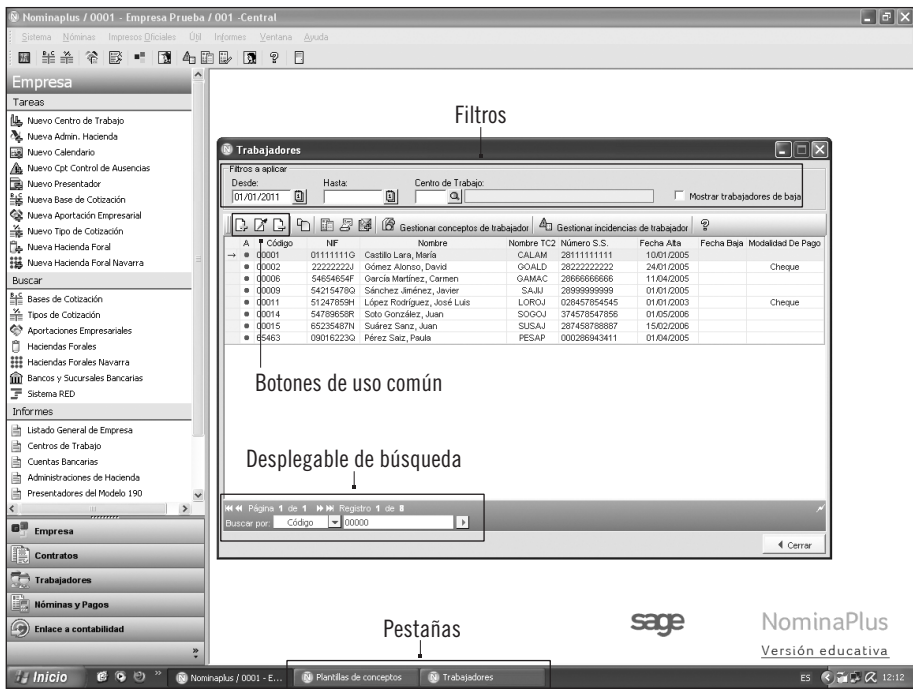 Nominaplus / 0001 - Empresa Prueba / 001 -Central
Sistema Nóminas Impresos Oficiales Útil Informes Ventana Ayuda
Empresa
Tareas
Nuevo Centro de Trabajo
Nueva Admin. Hacienda
Nuevo Calendario
Nuevo Cpt Control de Ausencias
Nuevo Presentador
Nueva Base de Cotización
Nueva Aportación Empresarial
Nuevo Tipo de Cotización
Nueva Hacienda Foral
Nueva Hacienda Foral Navarra
Buscar
Bases de Cotización
Tipos de Cotización
Aportaciones Empresariales
Haciendas Forales
Haciendas Forales Navarra
Bancos y Sucursales Bancarias
Sistema RED
Informes
Listado General de Empresa
Centros de Trabajo
Cuentas Bancarias
Administraciones de Hacienda
Presentadores del Modelo 190
Empresa
Contratos
Trabajadores
Nóminas y Pagos
Enlace a contabilidad
Filtros
Trabajadores
Filtros a aplicar
Desde: Hasta: Centro de Trabajo:
01/01/2011 Mostrar trabajadores de baja
Gestionar conceptos de trabajador Gestionar incidencias de trabajador
A Código NIF Nombre Nombre TC2 Número S.S. Fecha Alta Fecha Baja Modalidad De Pago
00001 01111111G Castillo Lara, María CALAM 28111111111 10/01/2005
00002 22222222J Gómez Alonso, David GOALD 28222222222 24/01/2005 Cheque
00006 54654654F García Martínez, Carmen GAMAC 28666666666 11/04/2005
00009 54215478Q Sánchez Jiménez, Javier SAJIJ 28999999999 01/01/2005
00011 51247859H López Rodríguez, José Luis LOROJ 028457854545 01/01/2003 Cheque
00014 54789658R Soto González, Juan SOGOJ 374578547856 01/05/2006
00015 65235487N Suárez Sanz, Juan SUSAJ 287458788887 15/02/2006
65463 09016223Q Pérez Saiz, Paula PESAP 000286943411 01/04/2005
Botones de uso común
Desplegable de búsqueda
Página 1 de 1 Registro 1 de 8
Buscar por: Código 00000
Cerrar
Pestañas
sage NominaPlus
Versión educativa
Inicio Nominaplus / 0001 - E... Plantillas de conceptos Trabajadores ES 12:12